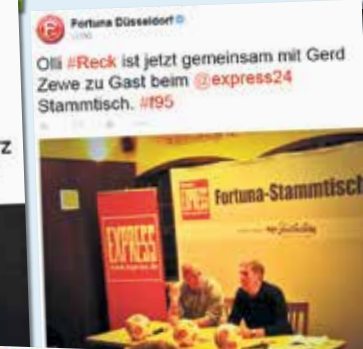 Fortuna Düsseldorf
Olli #Reck ist jetzt gemeinsam mit Gerd
Zewe zu Gast beim @express24
Stammtisch. #f95
Z
EXPRESS
EXPRESS
Fortuna-Stammtisch